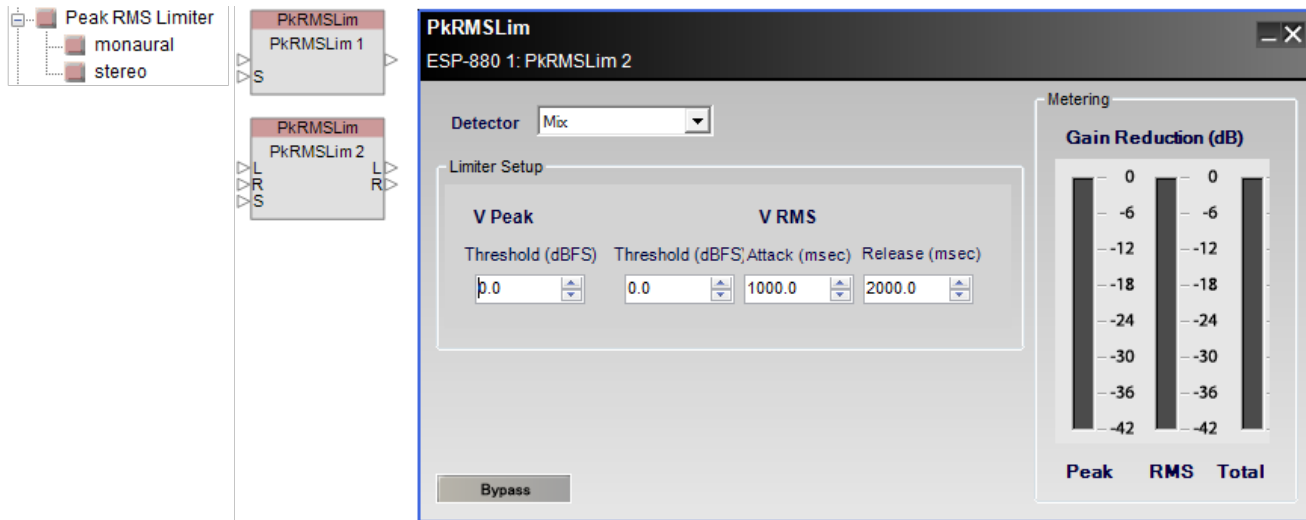 Peak RMS Limiter
monaural
stereo
PkRMSLim
PkRMSLim 1
S
PkRMSLim
PkRMSLim 2
L L
R R
S
PkRMSLim
ESP-880 1: PkRMSLim 2
Detector Mix
Limiter Setup
V Peak V RMS
Threshold (dBFS) Threshold (dBFS) Attack (msec) Release (msec)
0.0 0.0 1000.0 2000.0
Bypass
Metering
Gain Reduction (dB)
0 0
-6 -6
-12 -12
-18 -18
-24 -24
-30 -30
-36 -36
-42 -42
Peak RMS Total